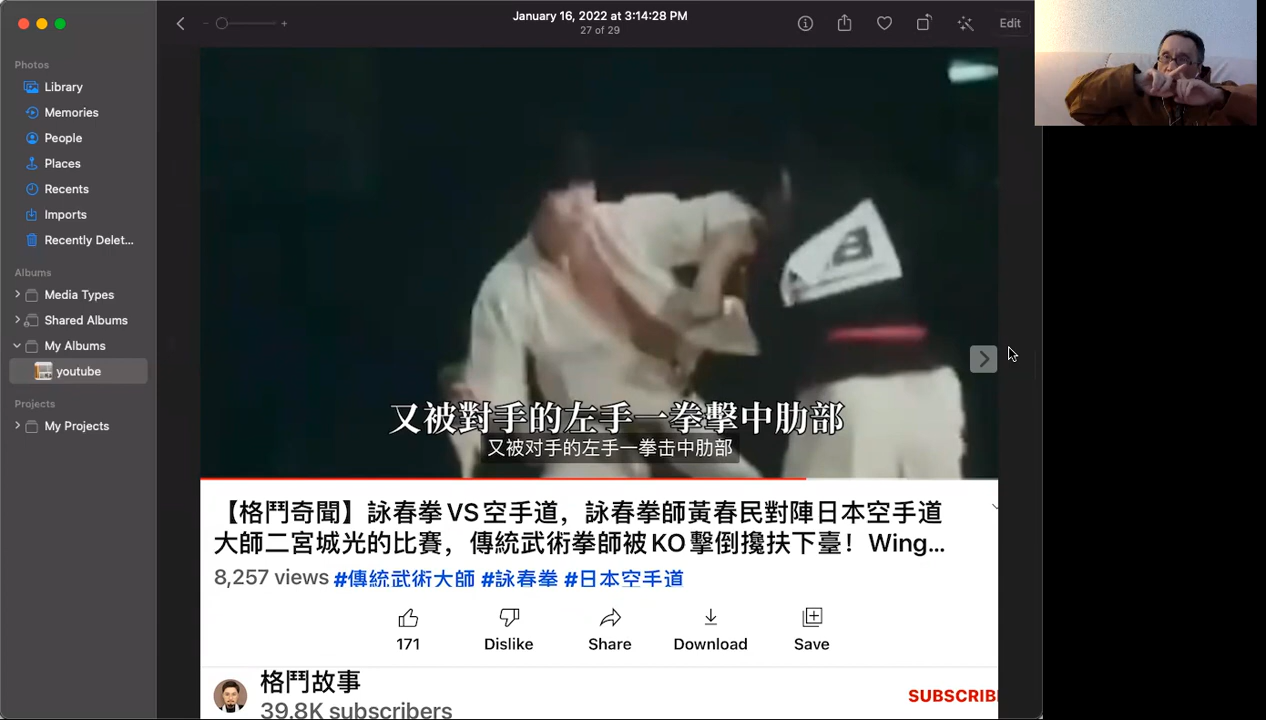 January 16, 2022 at 3:14:28 PM
27 of 29
Edit
Photos
Library
Memories
People
Places
Recents
Imports
Recently Delet...
Albums
Media Types
Shared Albums
My Albums
youtube
Projects
My Projects
B
又被對手的左手一拳擊中肋部
又被对手的左手一拳击中肋部
【格鬥奇聞】詠春拳VS空手道，詠春拳師黃春民對陣日本空手道
大師二宮城光的比賽，傳統武術拳師被KO擊倒攙扶下臺！Wing...
8,257 views #傳統武術大師 #詠春拳 #日本空手道
171
Dislike
Share
Download
Save
格鬥故事
39.8K subscribers
SUBSCRIB